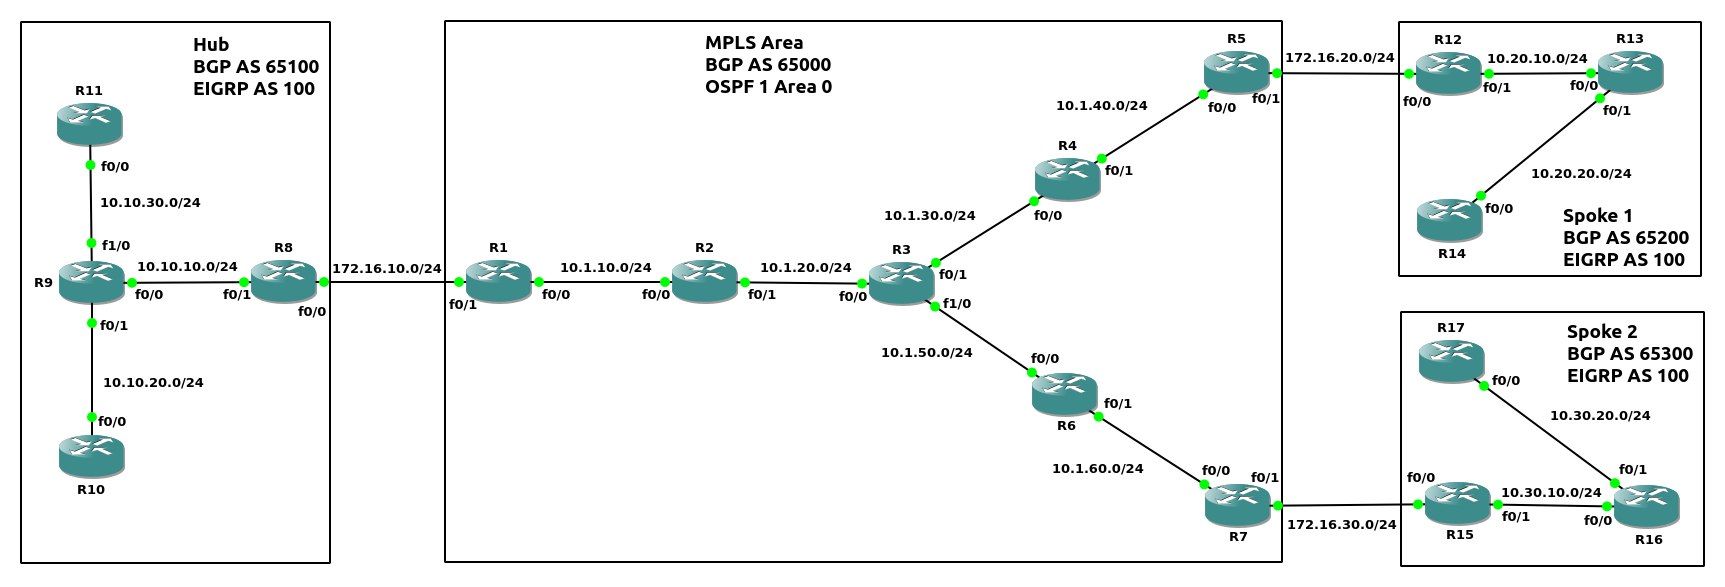 Hub
BGP AS 65100
EIGRP AS 100
R11
f0/0
10.10.30.0/24
f1/0
R9
10.10.10.0/24
f0/0
f0/1
R8
f0/1
f0/0
10.10.20.0/24
f0/0
R10
172.16.10.0/24
MPLS Area
BGP AS 65000
OSPF 1 Area 0
R1
f0/1
f0/0
10.1.10.0/24
R2
f0/0
f0/1
10.1.20.0/24
R3
f0/0
f0/1
f1/0
10.1.30.0/24
R4
f0/0
f0/1
10.1.40.0/24
R5
f0/0
f0/1
10.1.50.0/24
f0/0
f0/1
R6
10.1.60.0/24
f0/0
f0/1
R7
172.16.20.0/24
R12
f0/0
f0/1
10.20.10.0/24
R13
f0/0
f0/1
10.20.20.0/24
f0/0
R14
Spoke 1
BGP AS 65200
EIGRP AS 100
172.16.30.0/24
R17
f0/0
Spoke 2
BGP AS 65300
EIGRP AS 100
10.30.20.0/24
f0/0
R15
f0/1
10.30.10.0/24
f0/1
f0/0
R16